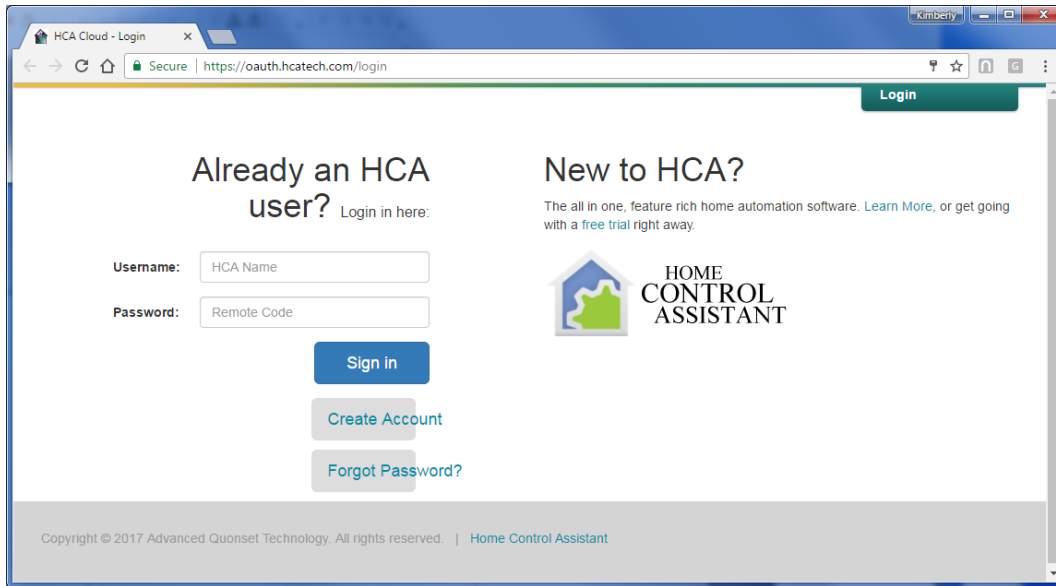 Kimberly
HCA Cloud - Login
Secure | https://oauth.hcatech.com/login
G
Login
Already an HCA
user? Login in here:
Username:
HCA Name
Password:
Remote Code
Sign in
Create Account
Forgot Password?
New to HCA?
The all in one, feature rich home automation software. Learn More, or get going
with a free trial right away.
HOME
CONTROL
ASSISTANT
Copyright © 2017 Advanced Quonset Technology. All rights reserved. | Home Control Assistant